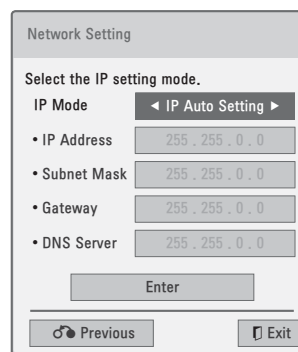 Network Setting
Select the IP setting mode.
IP Mode ◄ IP Auto Setting ►
• IP Address 255 . 255 . 0 . 0
• Subnet Mask 255 . 255 . 0 . 0
• Gateway 255 . 255 . 0 . 0
• DNS Server 255 . 255 . 0 . 0
Enter
Previous Exit